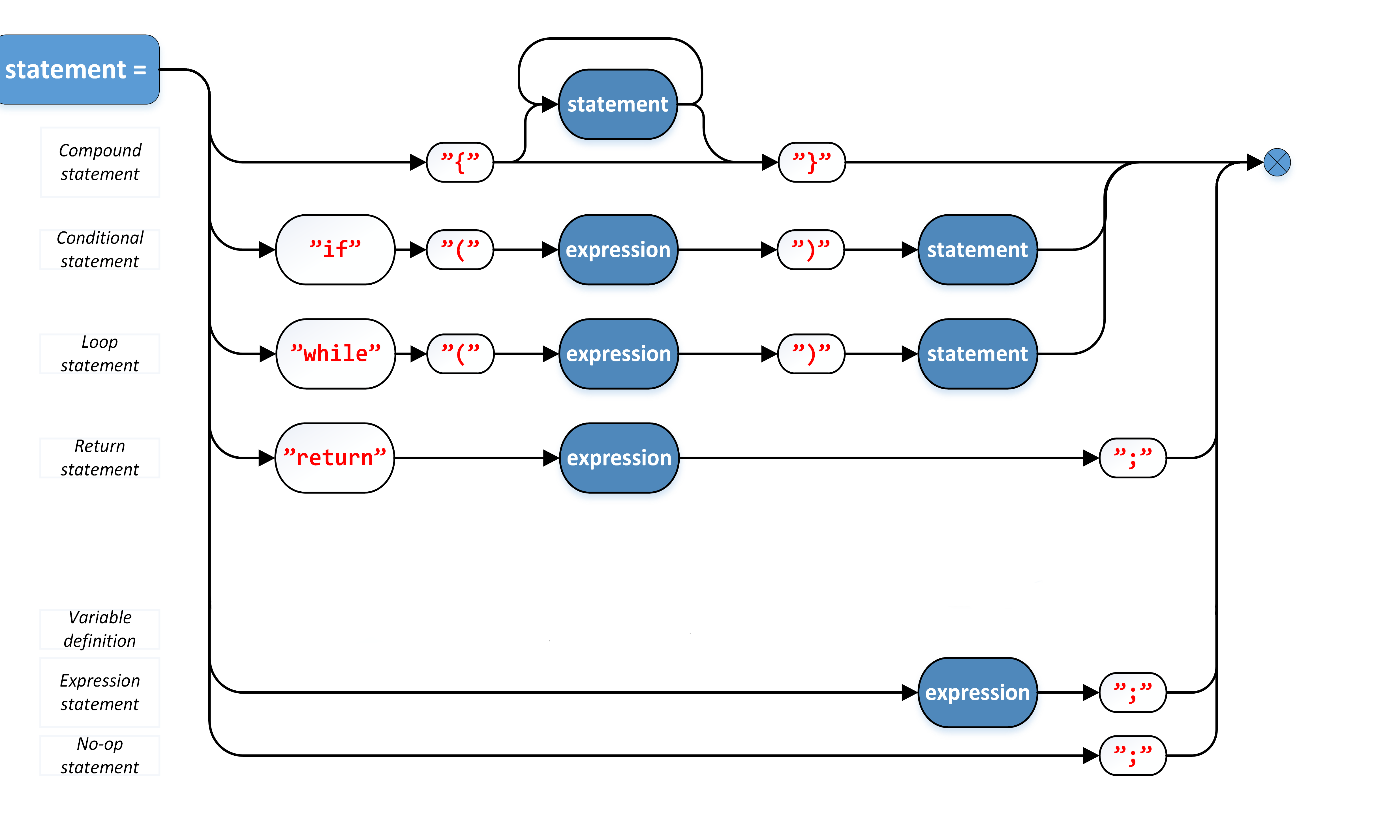 statement =
statement
Compound
statement
”{”
”}”
Conditional
statement
”if”
”(”
expression
”)”
statement
Loop
statement
”while”
”(”
expression
”)”
statement
Return
statement
”return”
expression
”;”
Variable
definition
Expression
statement
expression
”;”
No-op
statement
”;”